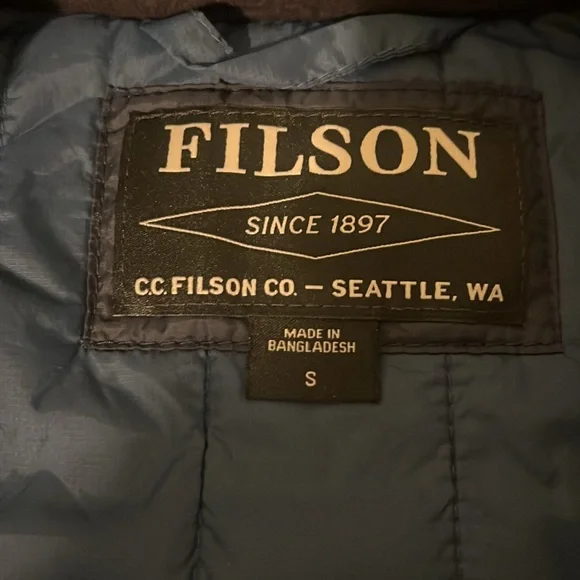 FILSON
SINCE 1897
C.C. FILSON CO. — SEATTLE, WA
MADE IN
BANGLADESH
S